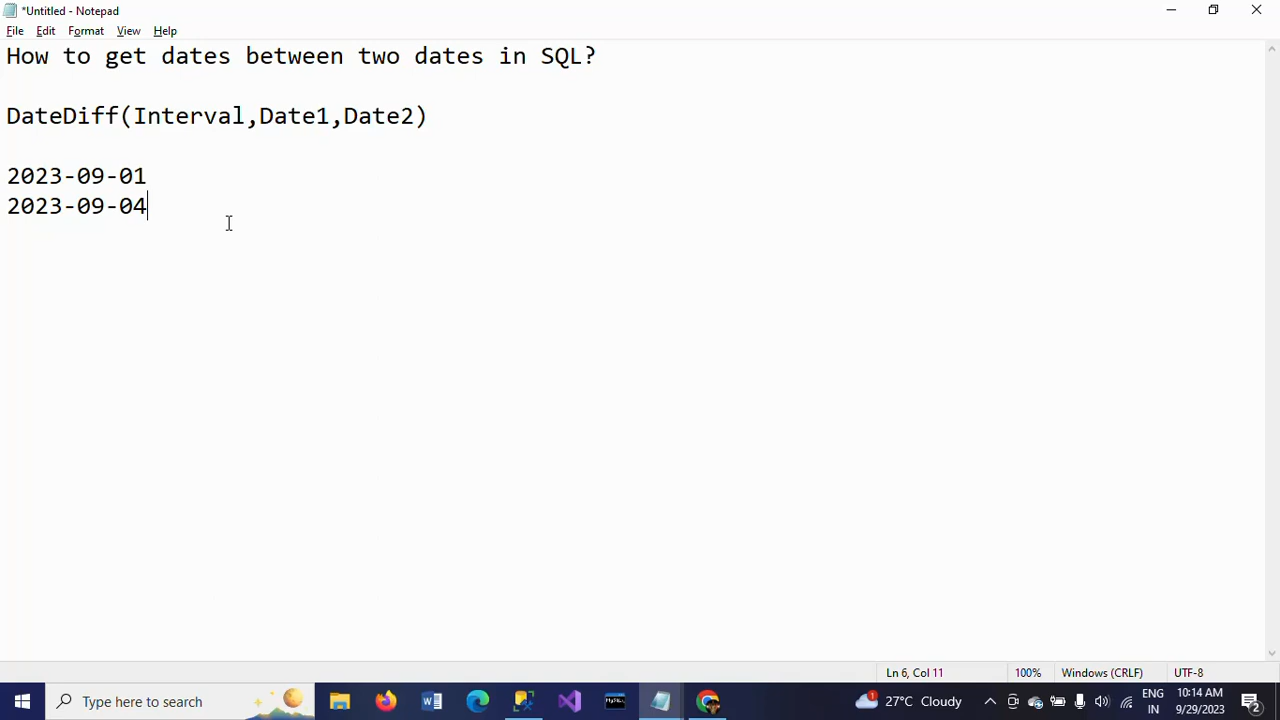 *Untitled - Notepad
File Edit Format View Help
How to get dates between two dates in SQL?
DateDiff(Interval,Date1,Date2)
2023-09-01
2023-09-04
Ln 6, Col 11 100% Windows (CRLF) UTF-8
Type here to search
1 27°C Cloudy
ENG
IN
10:14 AM
9/29/2023
2